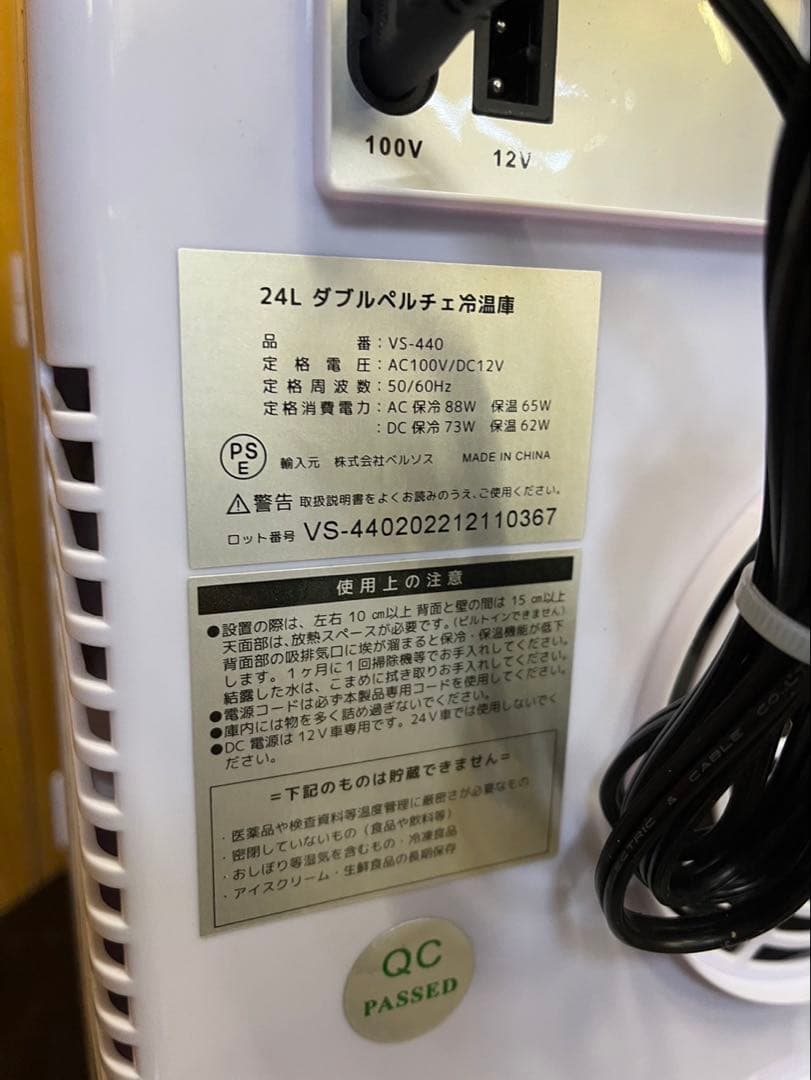 100V
12V
24L ダブルペルチェ冷温庫
品 番：VS-440
定格電圧：AC100V/DC12V
定格周波数：50/60Hz
定格消費電力：AC 保冷 88W 保温 65W
：DC 保冷 73W 保温 62W
PS
E
輸入元 株式会社ベルソス MADE IN CHINA
警告 取扱説明書をよくお読みのうえ、ご使用ください。
ロット番号 VS-440202212110367
使用上の注意
●設置の際は、左右 10 ㎝以上 背面と壁の間は 15 ㎝以上
天面部は、放熱スペースが必要です。（ビルトインできません）
背面部の吸排気口に埃が溜まると保冷・保温機能が低下
します。1ヶ月に1回掃除機等でお手入れしてください。
結露した水は、こまめに拭き取りお手入れしてください。
●電源コードは必ず本製品専用コードを使用してください。
●庫内には物を多く詰め過ぎないでください。
●DC 電源は 12V 車専用です。24V 車では使用しないでく
ださい。
=下記のものは貯蔵できません=
・医薬品や検査資料等温度管理に厳密さが必要なもの
・密閉していないもの（食品や飲料等）
・おしぼり等湿気を含むもの・冷凍食品
・アイスクリーム・生鮮食品の長期保存
QC
PASSED
CTRIC & CABLE CO.,LT